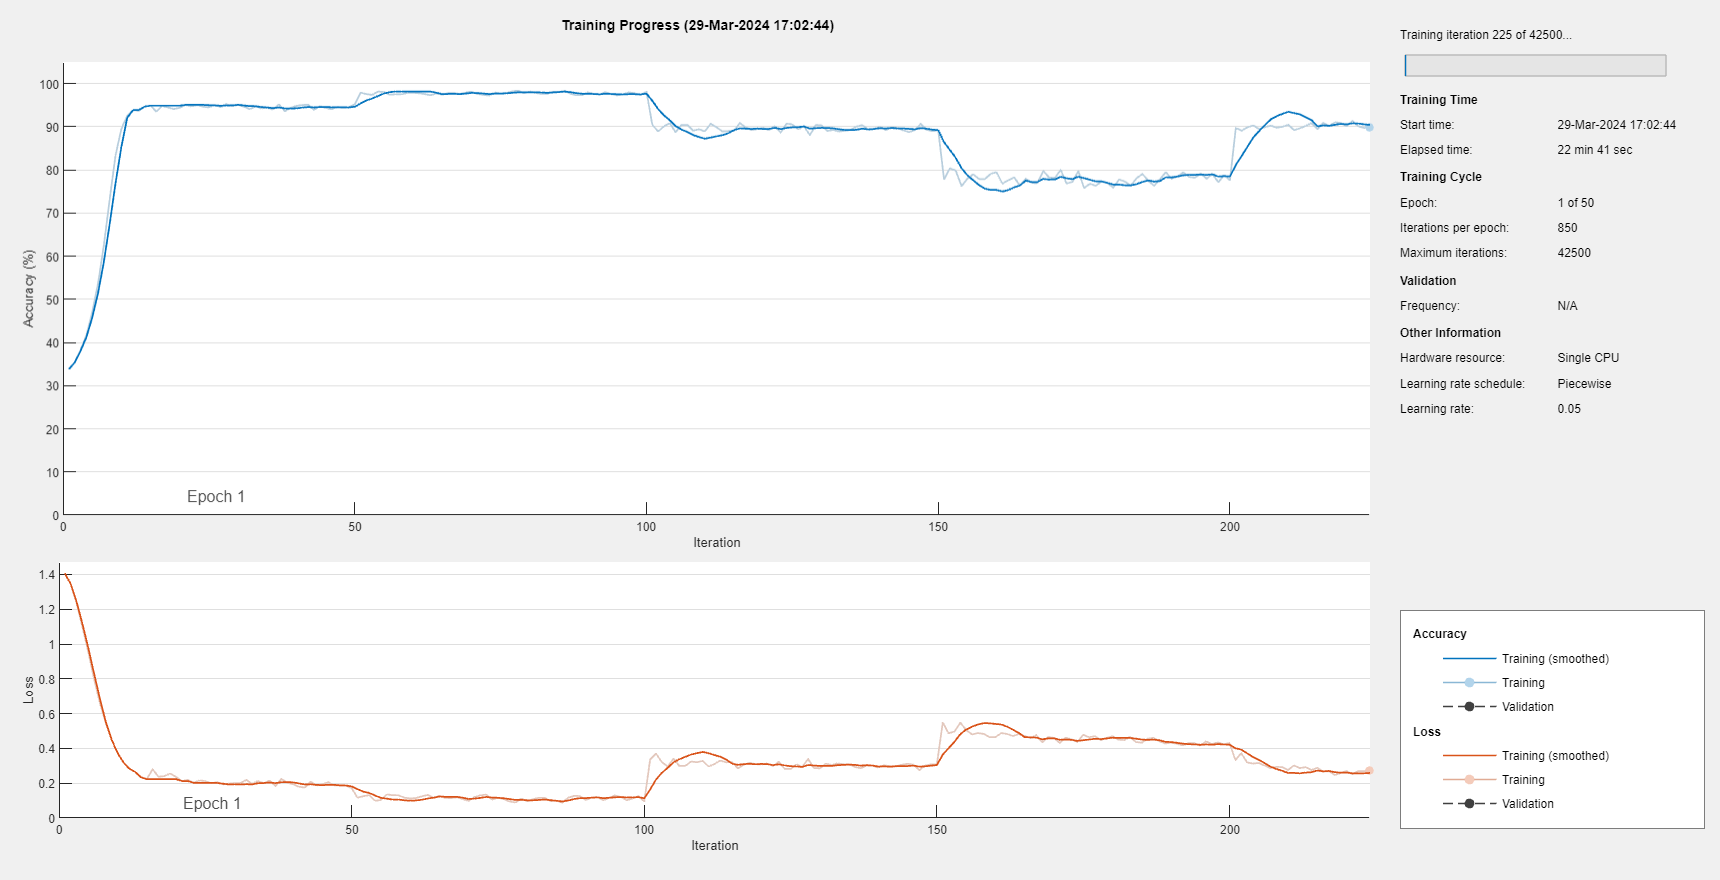 Training Progress (29-Mar-2024 17:02:44)
100
90
80
70
60
50
40
30
20
10
0
Accuracy (%)
Epoch 1
0 50 100 150 200
Iteration
1.4
1.2
1
0.8
0.6
0.4
0.2
0
Loss
Epoch 1
0 50 100 150 200
Iteration
Training iteration 225 of 42500...
Training Time
Start time: 29-Mar-2024 17:02:44
Elapsed time: 22 min 41 sec
Training Cycle
Epoch: 1 of 50
Iterations per epoch: 850
Maximum iterations: 42500
Validation
Frequency: N/A
Other Information
Hardware resource: Single CPU
Learning rate schedule: Piecewise
Learning rate: 0.05
Accuracy
Training (smoothed)
Training
Validation
Loss
Training (smoothed)
Training
Validation